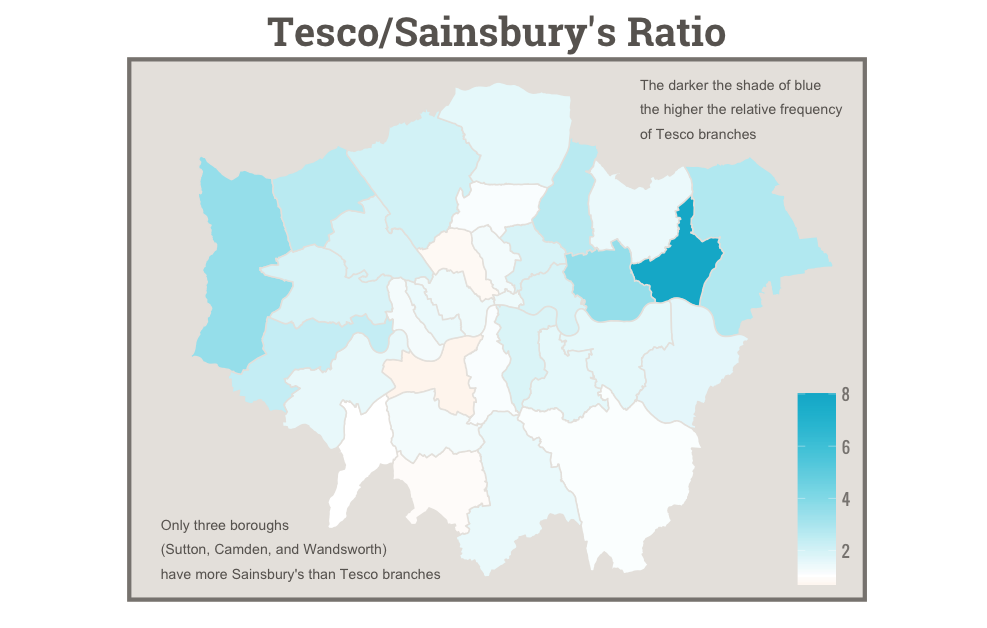 Tesco/Sainsbury's Ratio
The darker the shade of blue
the higher the relative frequency
of Tesco branches
8
6
4
2
Only three boroughs
(Sutton, Camden, and Wandsworth)
have more Sainsbury's than Tesco branches